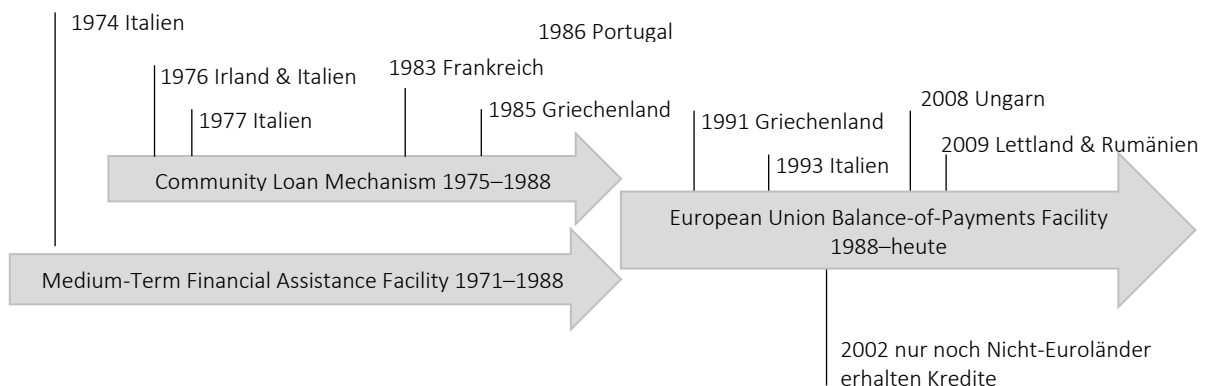 1974 Italien
1986 Portugal
1976 Irland & Italien
1983 Frankreich
1977 Italien
1985 Griechenland
Community Loan Mechanism 1975–1988
Medium-Term Financial Assistance Facility 1971–1988
2008 Ungarn
1991 Griechenland
2009 Lettland & Rumänien
1993 Italien
European Union Balance-of-Payments Facility
1988–heute
2002 nur noch Nicht-Euroländer
erhalten Kredite